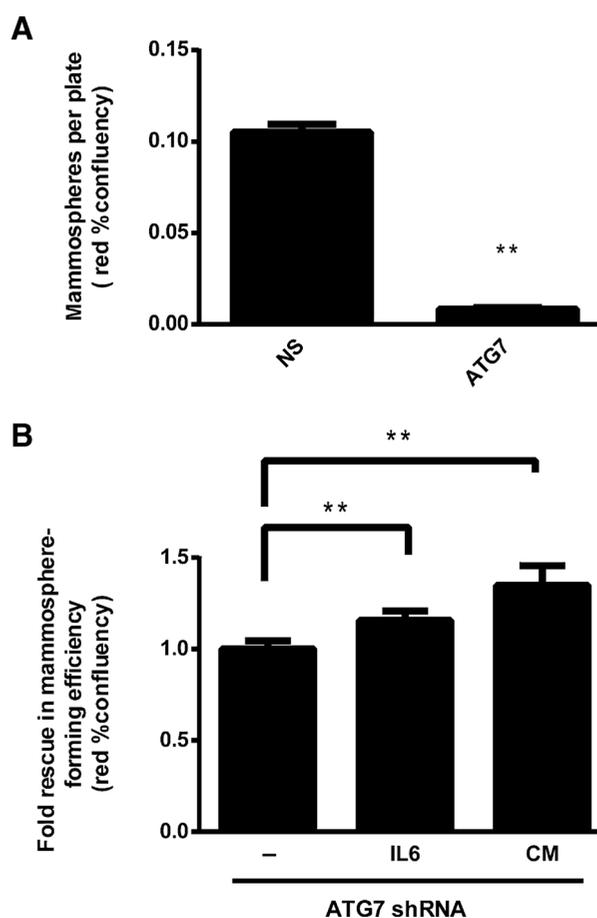 A
Mammospheres per plate
( red %confluency)
0.15
0.10
0.05
0.00
**
NS
ATG7
B
Fold rescue in mammosphere-
forming efficiency
(red %confluency)
**
**
1.5
1.0
0.5
0.0
–
IL6
CM
ATG7 shRNA